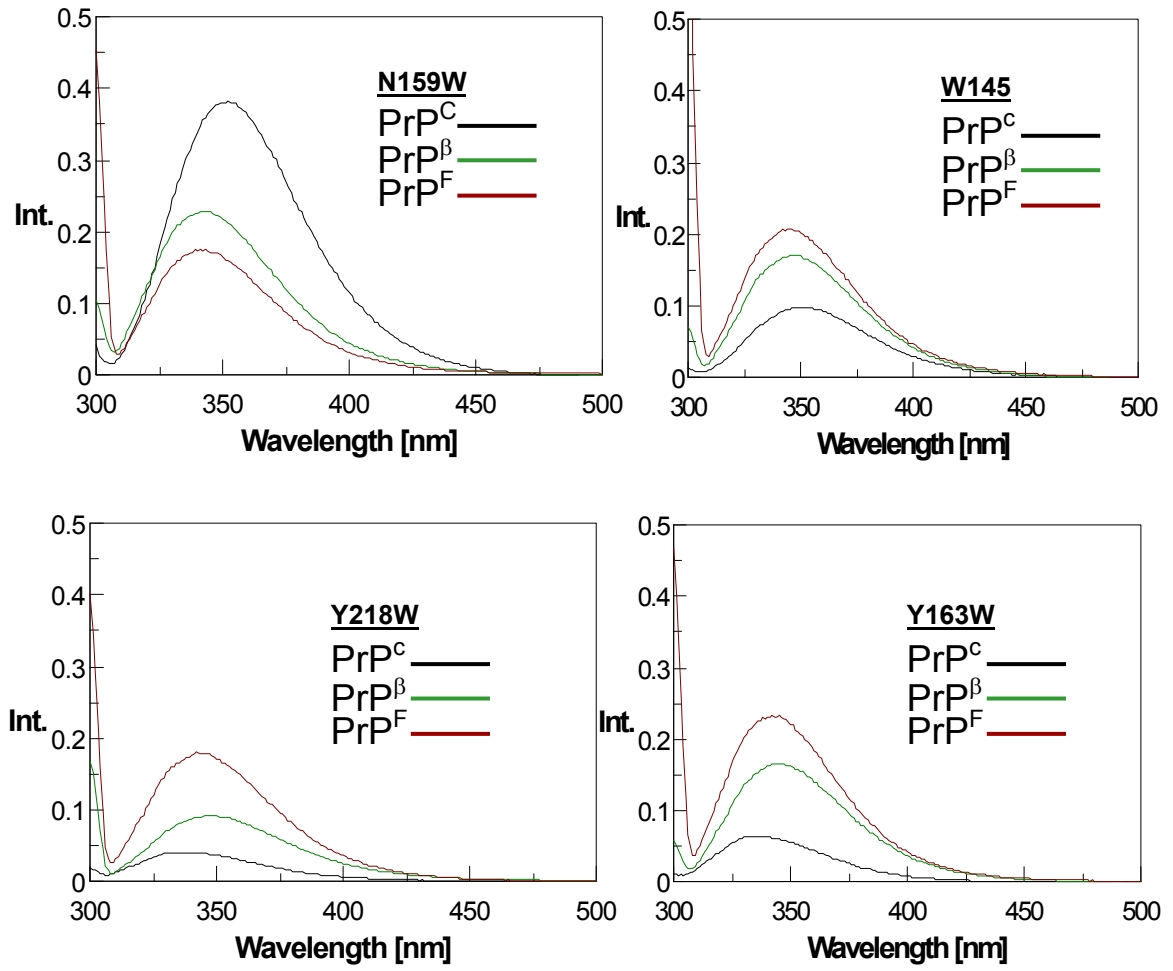 0.5
0.4
0.3
Int.
0.2
0.1
0
300 350 400 450 500
Wavelength [nm]
N159W
PrP^C
PrP^β
PrP^F
0.5
0.4
0.3
Int.
0.2
0.1
0
300 350 400 450 500
Wavelength [nm]
W145
PrP^c
PrP^β
PrP^F
0.5
0.4
0.3
Int.
0.2
0.1
0
300 350 400 450 500
Wavelength [nm]
Y218W
PrP^c
PrP^β
PrP^F
0.5
0.4
0.3
Int.
0.2
0.1
0
300 350 400 450 500
Wavelength [nm]
Y163W
PrP^c
PrP^β
PrP^F